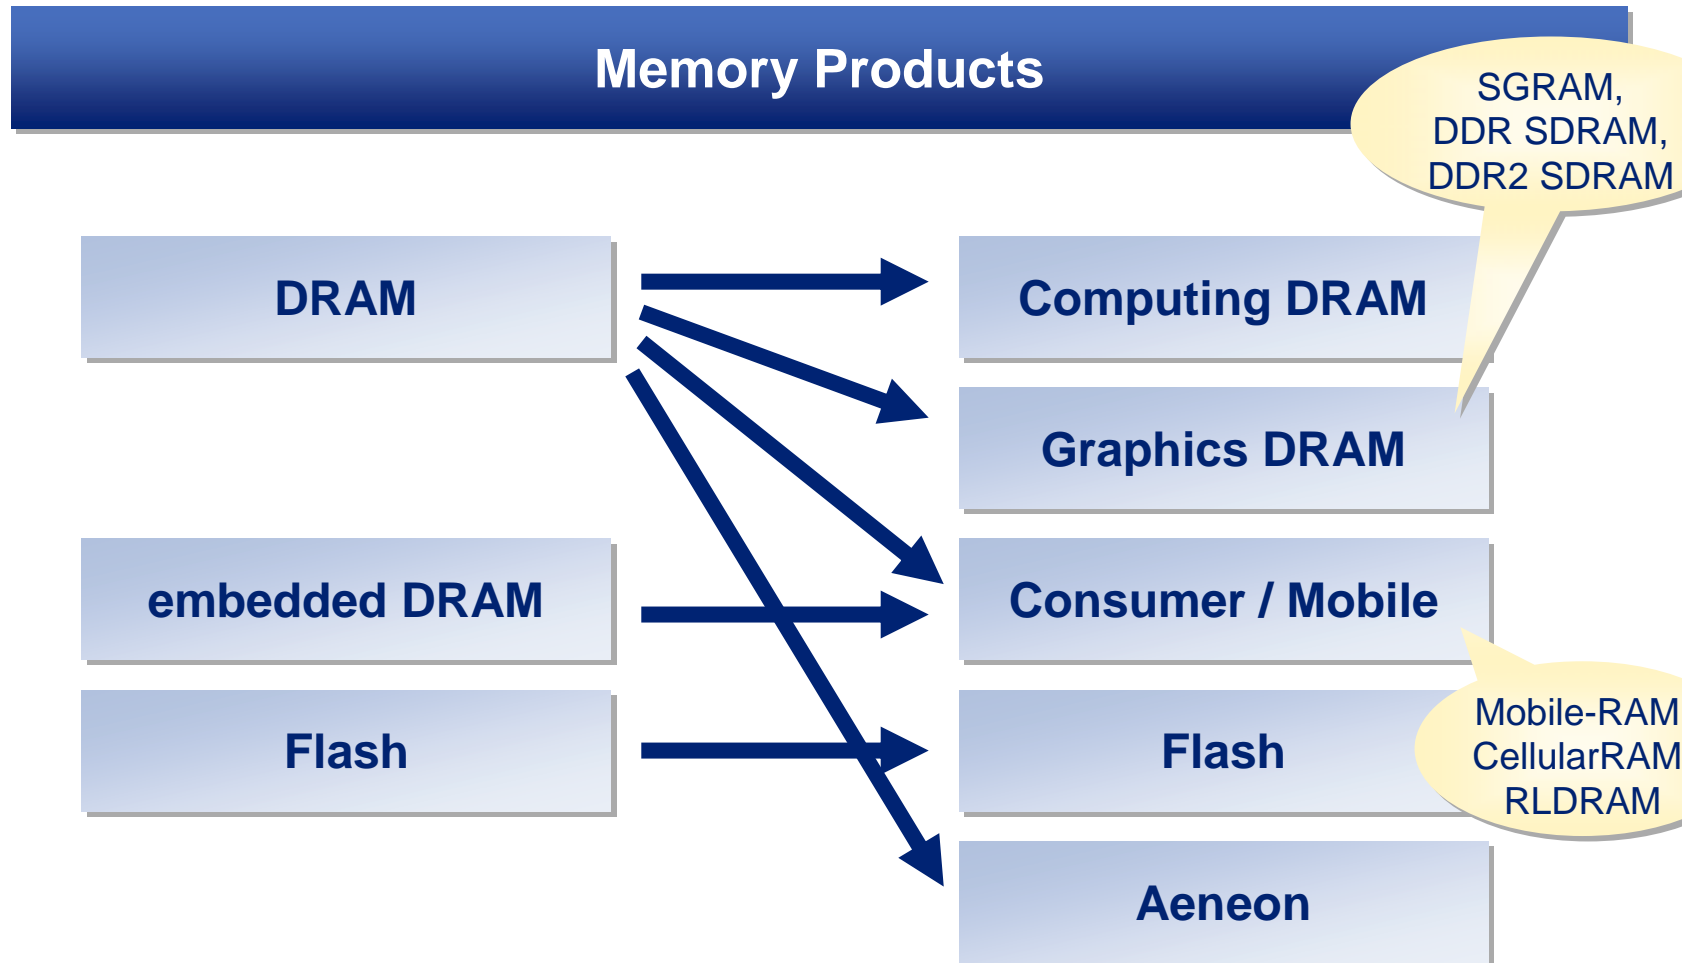 Memory Products
SGRAM,
DDR SDRAM,
DDR2 SDRAM
DRAM
Computing DRAM
Graphics DRAM
embedded DRAM
Consumer / Mobile
Flash
Flash
Mobile-RAM
CellularRAM
RLDRAM
Aeneon